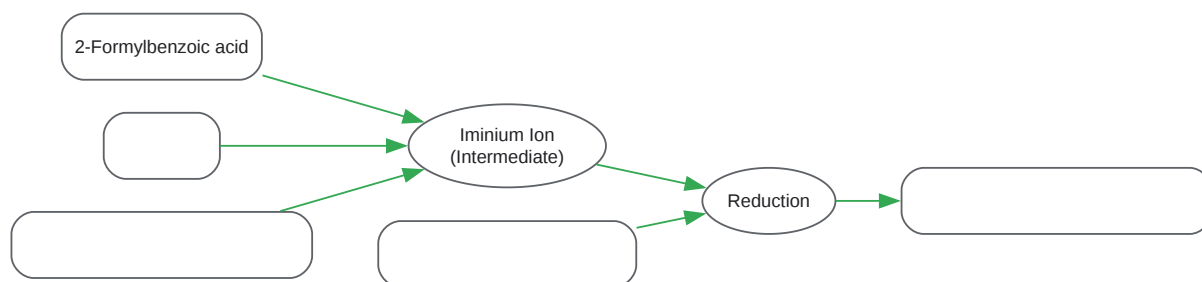 2-Formylbenzoic acid
Iminium Ion
(Intermediate)
Reduction